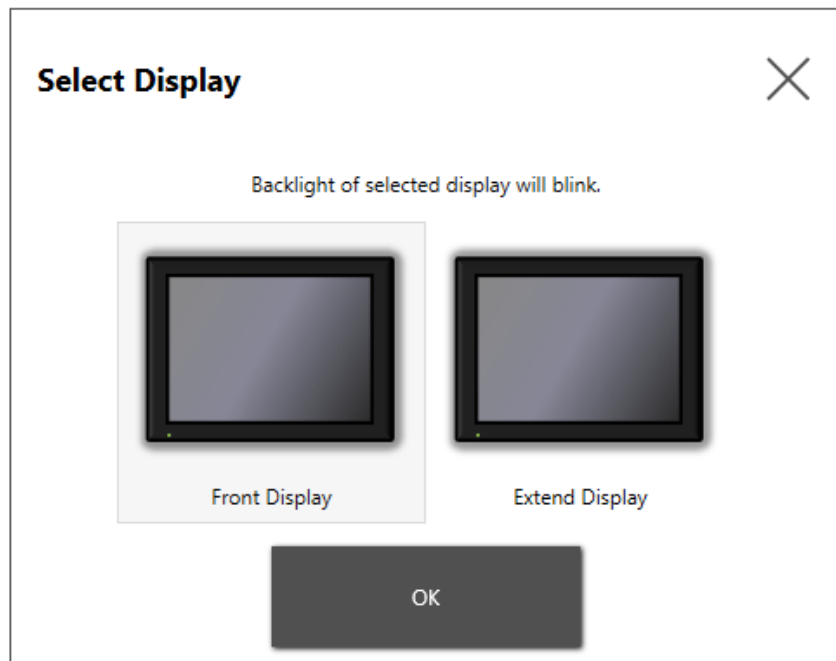 Select Display
Backlight of selected display will blink.
Front Display
Extend Display
OK